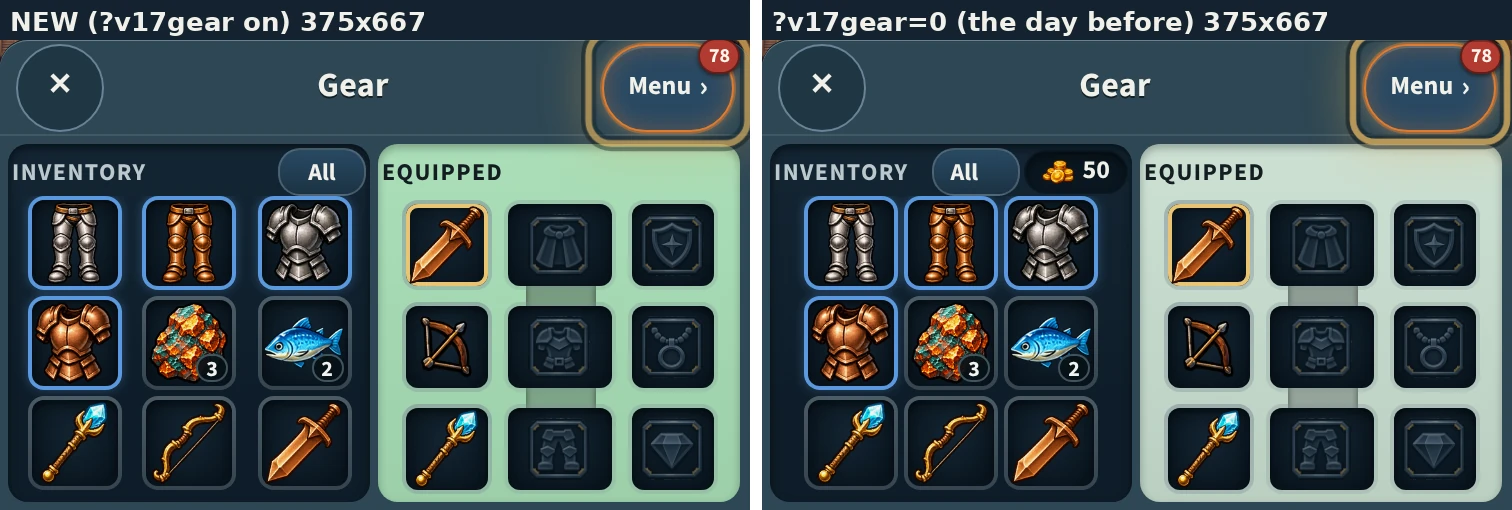 NEW (?v17gear on) 375x667
× Gear Menu › 78
INVENTORY All EQUIPPED
3 2
?v17gear=0 (the day before) 375x667
× Gear Menu › 78
INVENTORY All 50 EQUIPPED
3 2